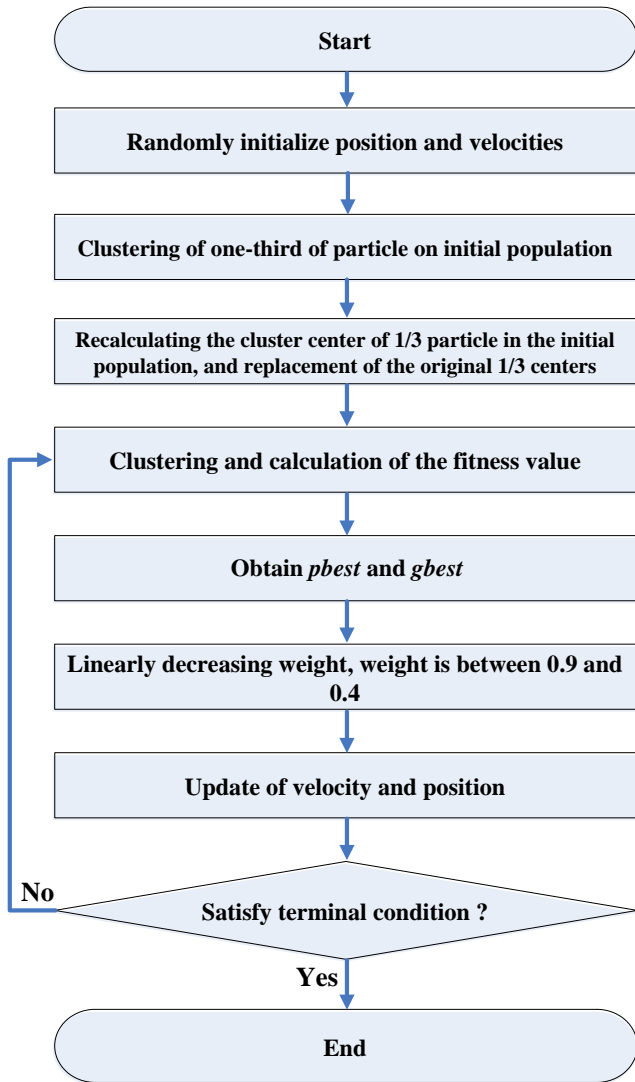 Start
Randomly initialize position and velocities
Clustering of one-third of particle on initial population
Recalculating the cluster center of 1/3 particle in the initial
population, and replacement of the original 1/3 centers
Clustering and calculation of the fitness value
Obtain pbest and gbest
Linearly decreasing weight, weight is between 0.9 and
0.4
Update of velocity and position
No
Satisfy terminal condition ?
Yes
End